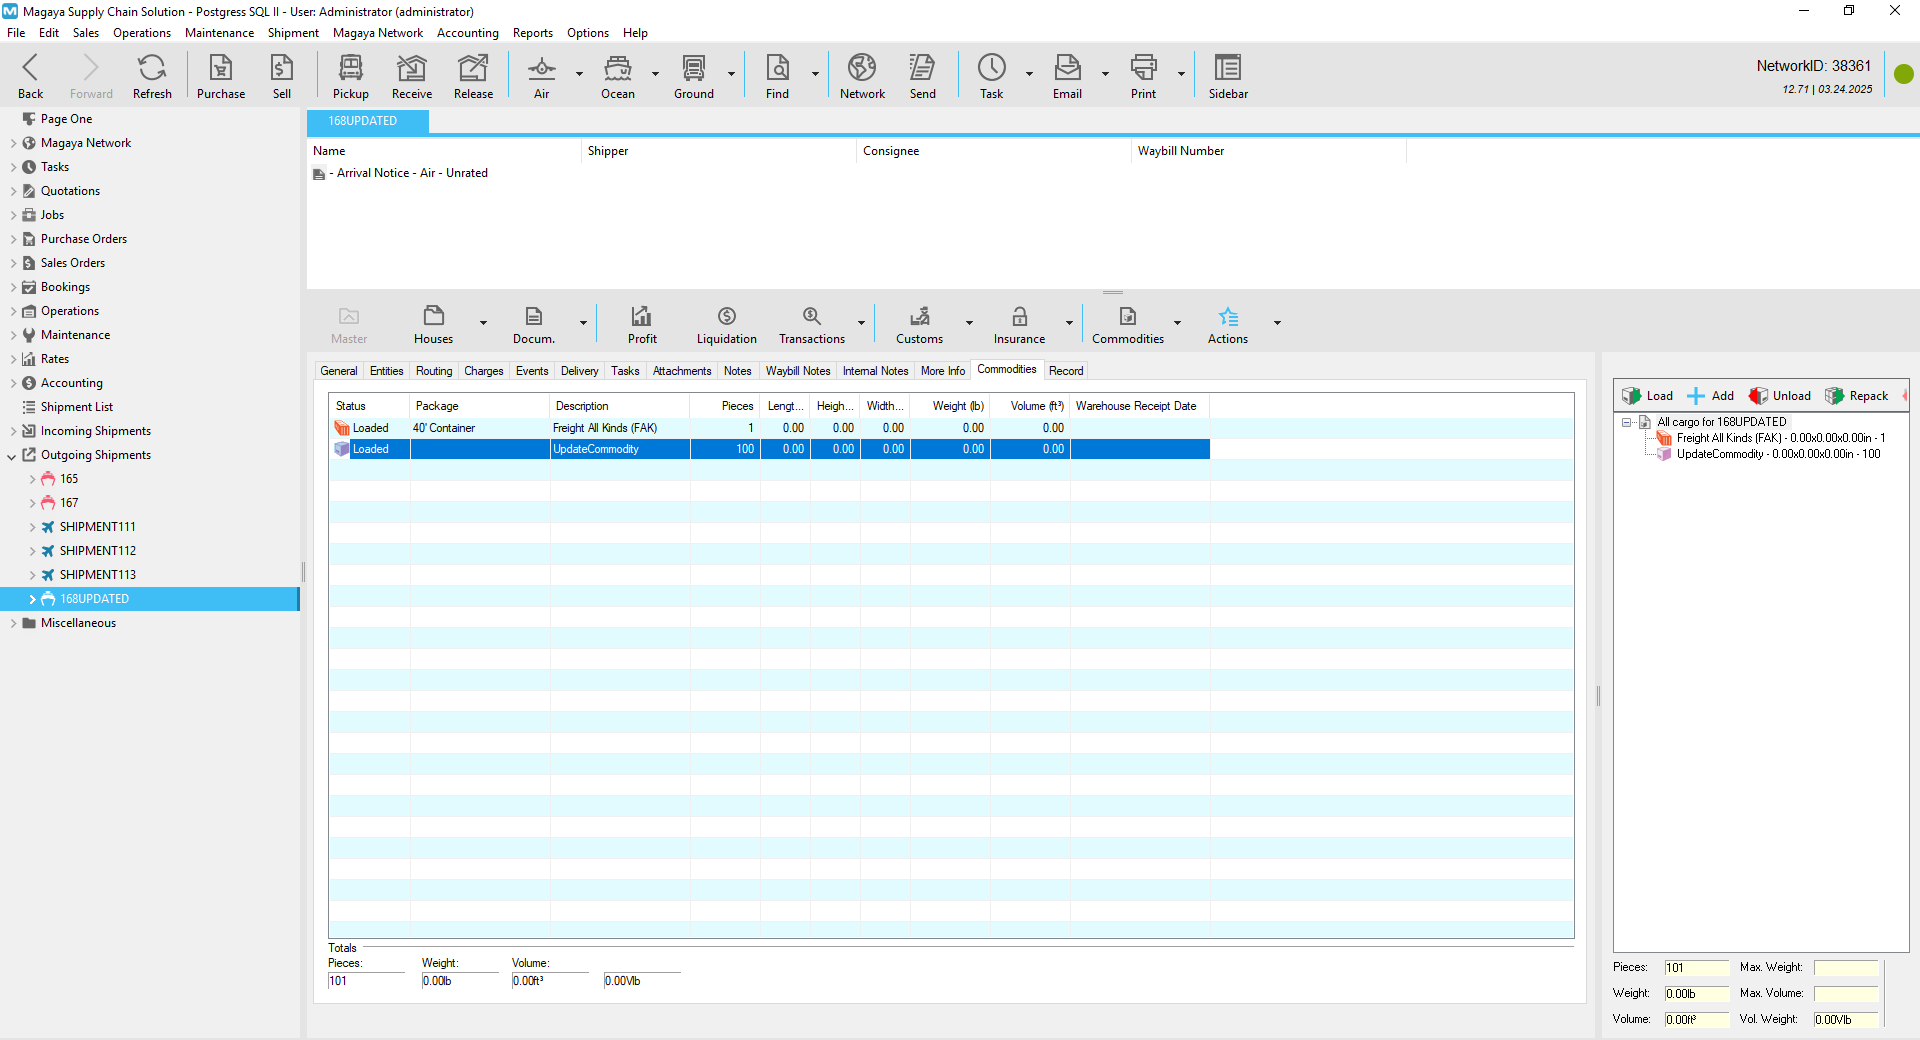 Magaya Supply Chain Solution - Postgress SQL II - User: Administrator (administrator)
File Edit Sales Operations Maintenance Shipment Magaya Network Accounting Reports Options Help
Back Forward Refresh Purchase Sell Pickup Receive Release Air Ocean Ground Find Network Send Task Email Print Sidebar
NetworkID: 38361
12.71 | 03.24.2025
Page One
Magaya Network
Tasks
Quotations
Jobs
Purchase Orders
Sales Orders
Bookings
Operations
Maintenance
Rates
Accounting
Shipment List
Incoming Shipments
Outgoing Shipments
165
167
SHIPMENT111
SHIPMENT112
SHIPMENT113
168UPDATED
Miscellaneous
168UPDATED
Name Shipper Consignee Waybill Number
- Arrival Notice - Air - Unrated
Master Houses Docum. Profit Liquidation Transactions Customs Insurance Commodities Actions
General Entities Routing Charges Events Delivery Tasks Attachments Notes Waybill Notes Internal Notes More Info Commodities Record
Status Package Description Pieces Lengt... Heigh... Width... Weight (lb) Volume (ft³) Warehouse Receipt Date
Loaded 40' Container Freight All Kinds (FAK) 1 0.00 0.00 0.00 0.00 0.00
Loaded UpdateCommodity 100 0.00 0.00 0.00 0.00 0.00
Totals
Pieces: Weight: Volume:
101 0.00lb 0.00ft³ 0.00Vlb
Load Add Unload Repack
All cargo for 168UPDATED
Freight All Kinds (FAK) - 0.00x0.00x0.00in - 1
UpdateCommodity - 0.00x0.00x0.00in - 100
Pieces: 101 Max. Weight:
Weight: 0.00lb Max. Volume:
Volume: 0.00ft³ Vol. Weight: 0.00Vlb